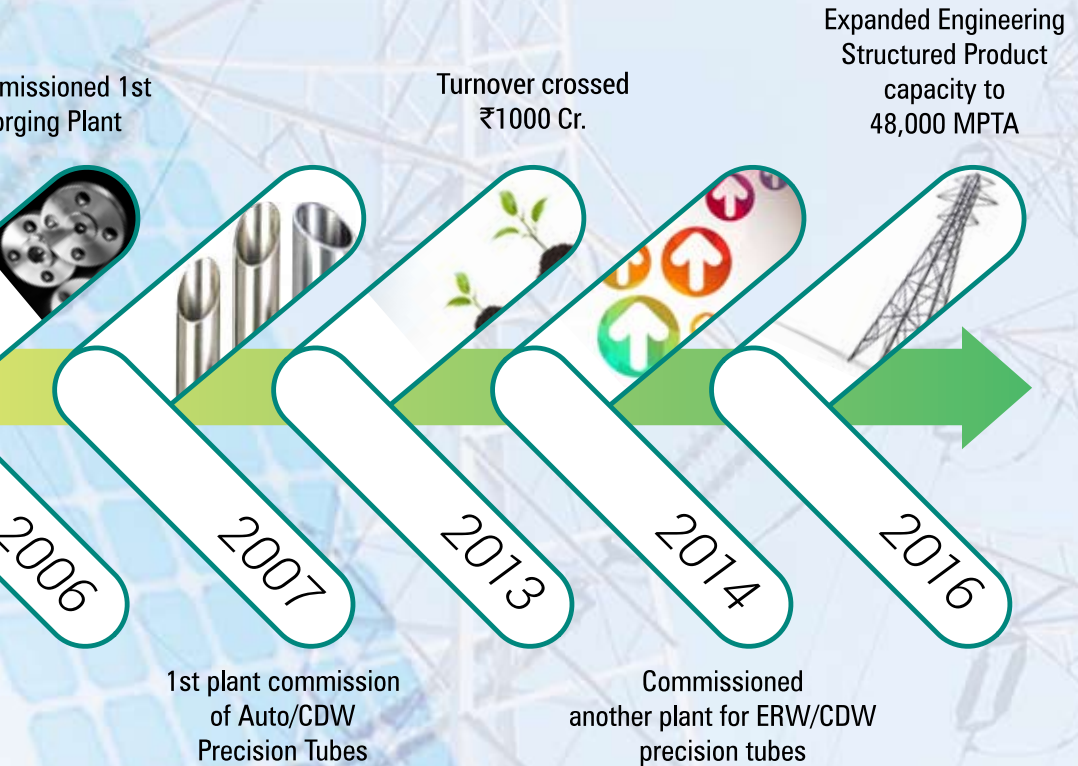 missioned 1st
orging Plant
2006
1st plant commission
of Auto/CDW
Precision Tubes
2007
Turnover crossed
₹1000 Cr.
2013
Commissioned
another plant for ERW/CDW
precision tubes
2014
Expanded Engineering
Structured Product
capacity to
48,000 MPTA
2016